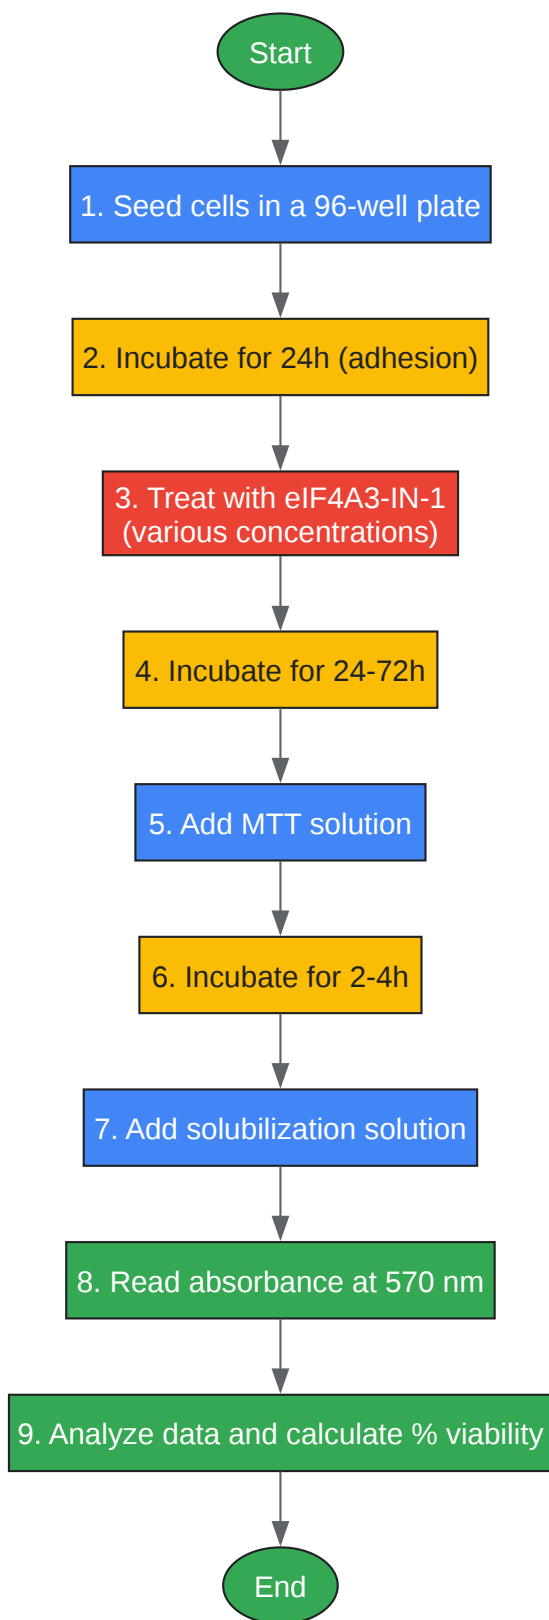 Start
1. Seed cells in a 96-well plate
2. Incubate for 24h (adhesion)
3. Treat with eIF4A3-IN-1
(various concentrations)
4. Incubate for 24-72h
5. Add MTT solution
6. Incubate for 2-4h
7. Add solubilization solution
8. Read absorbance at 570 nm
9. Analyze data and calculate % viability
End